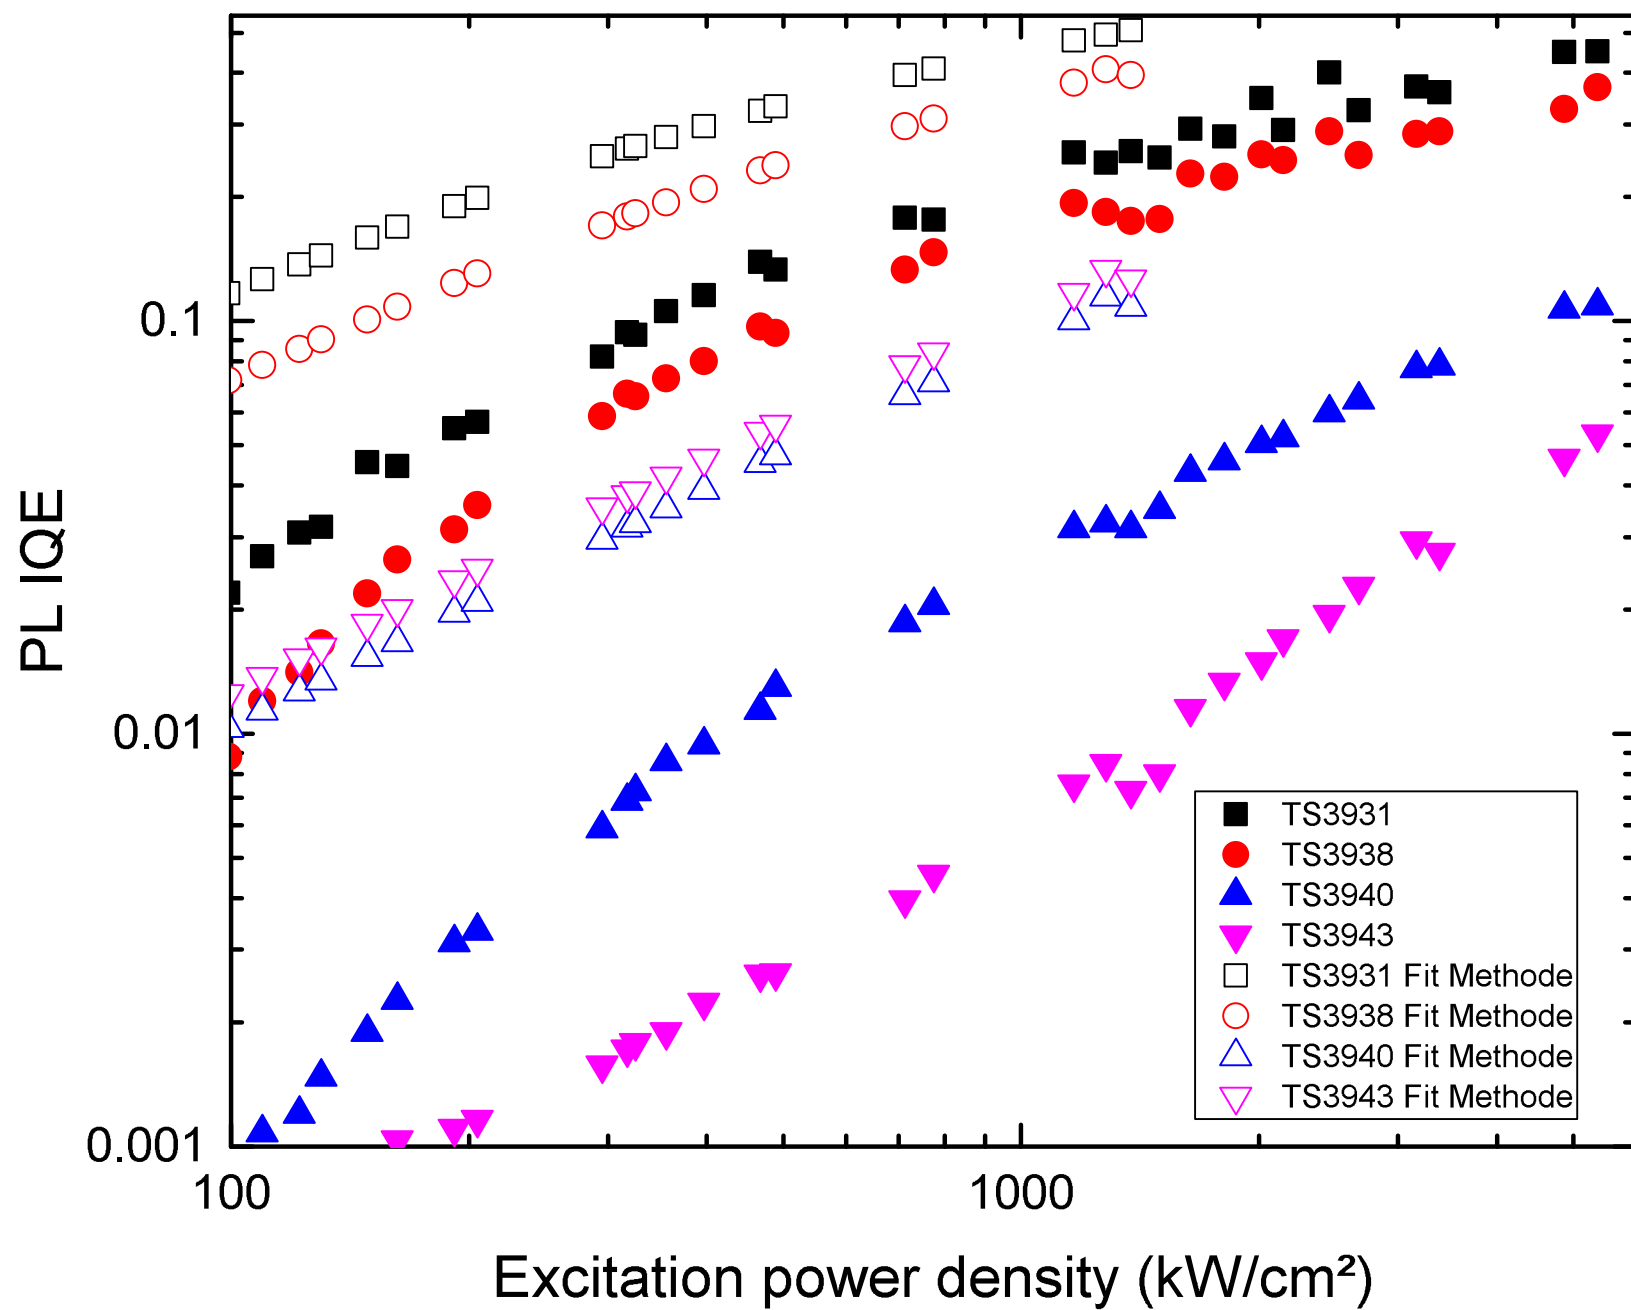 PL IQE
0.1
0.01
0.001
100
1000
Excitation power density (kW/cm²)
TS3931
TS3938
TS3940
TS3943
TS3931 Fit Methode
TS3938 Fit Methode
TS3940 Fit Methode
TS3943 Fit Methode